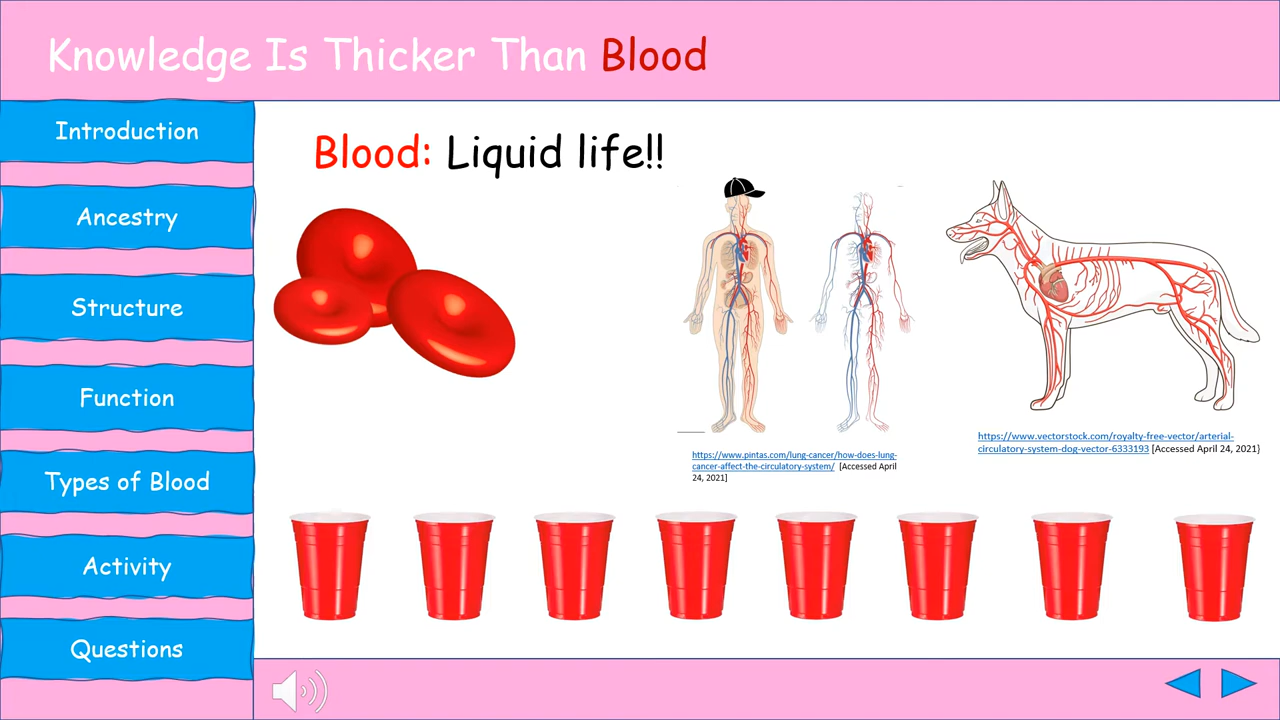 Knowledge Is Thicker Than Blood
Introduction
Ancestry
Structure
Function
Types of Blood
Activity
Questions
Blood: Liquid life!!
https://www.pintas.com/lung-cancer/how-does-lung-
cancer-affect-the-circulatory-system/ [Accessed April
24, 2021]
https://www.vectorstock.com/royalty-free-vector/arterial-
circulatory-system-dog-vector-6333193 [Accessed April 24, 2021)